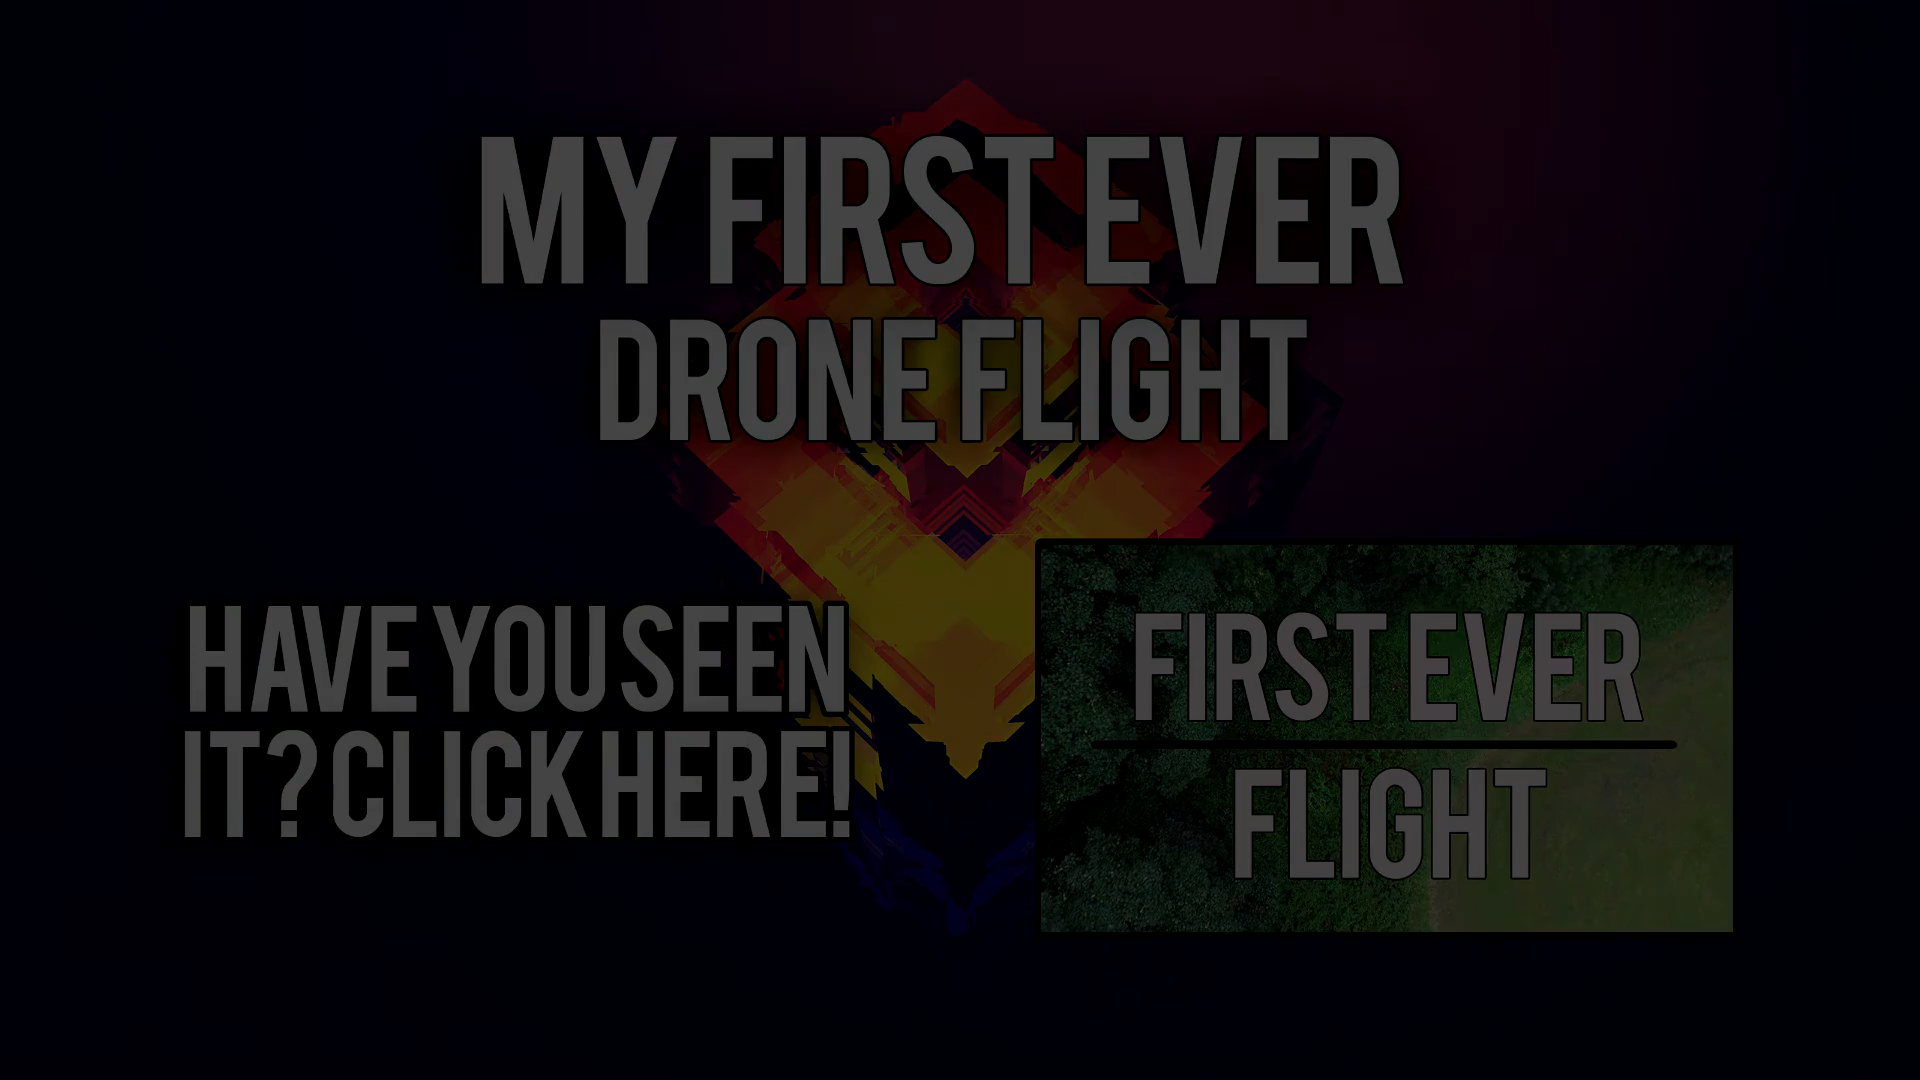 MY FIRST EVER
DRONE FLIGHT
HAVE YOU SEEN
IT? CLICK HERE!
FIRST EVER
FLIGHT